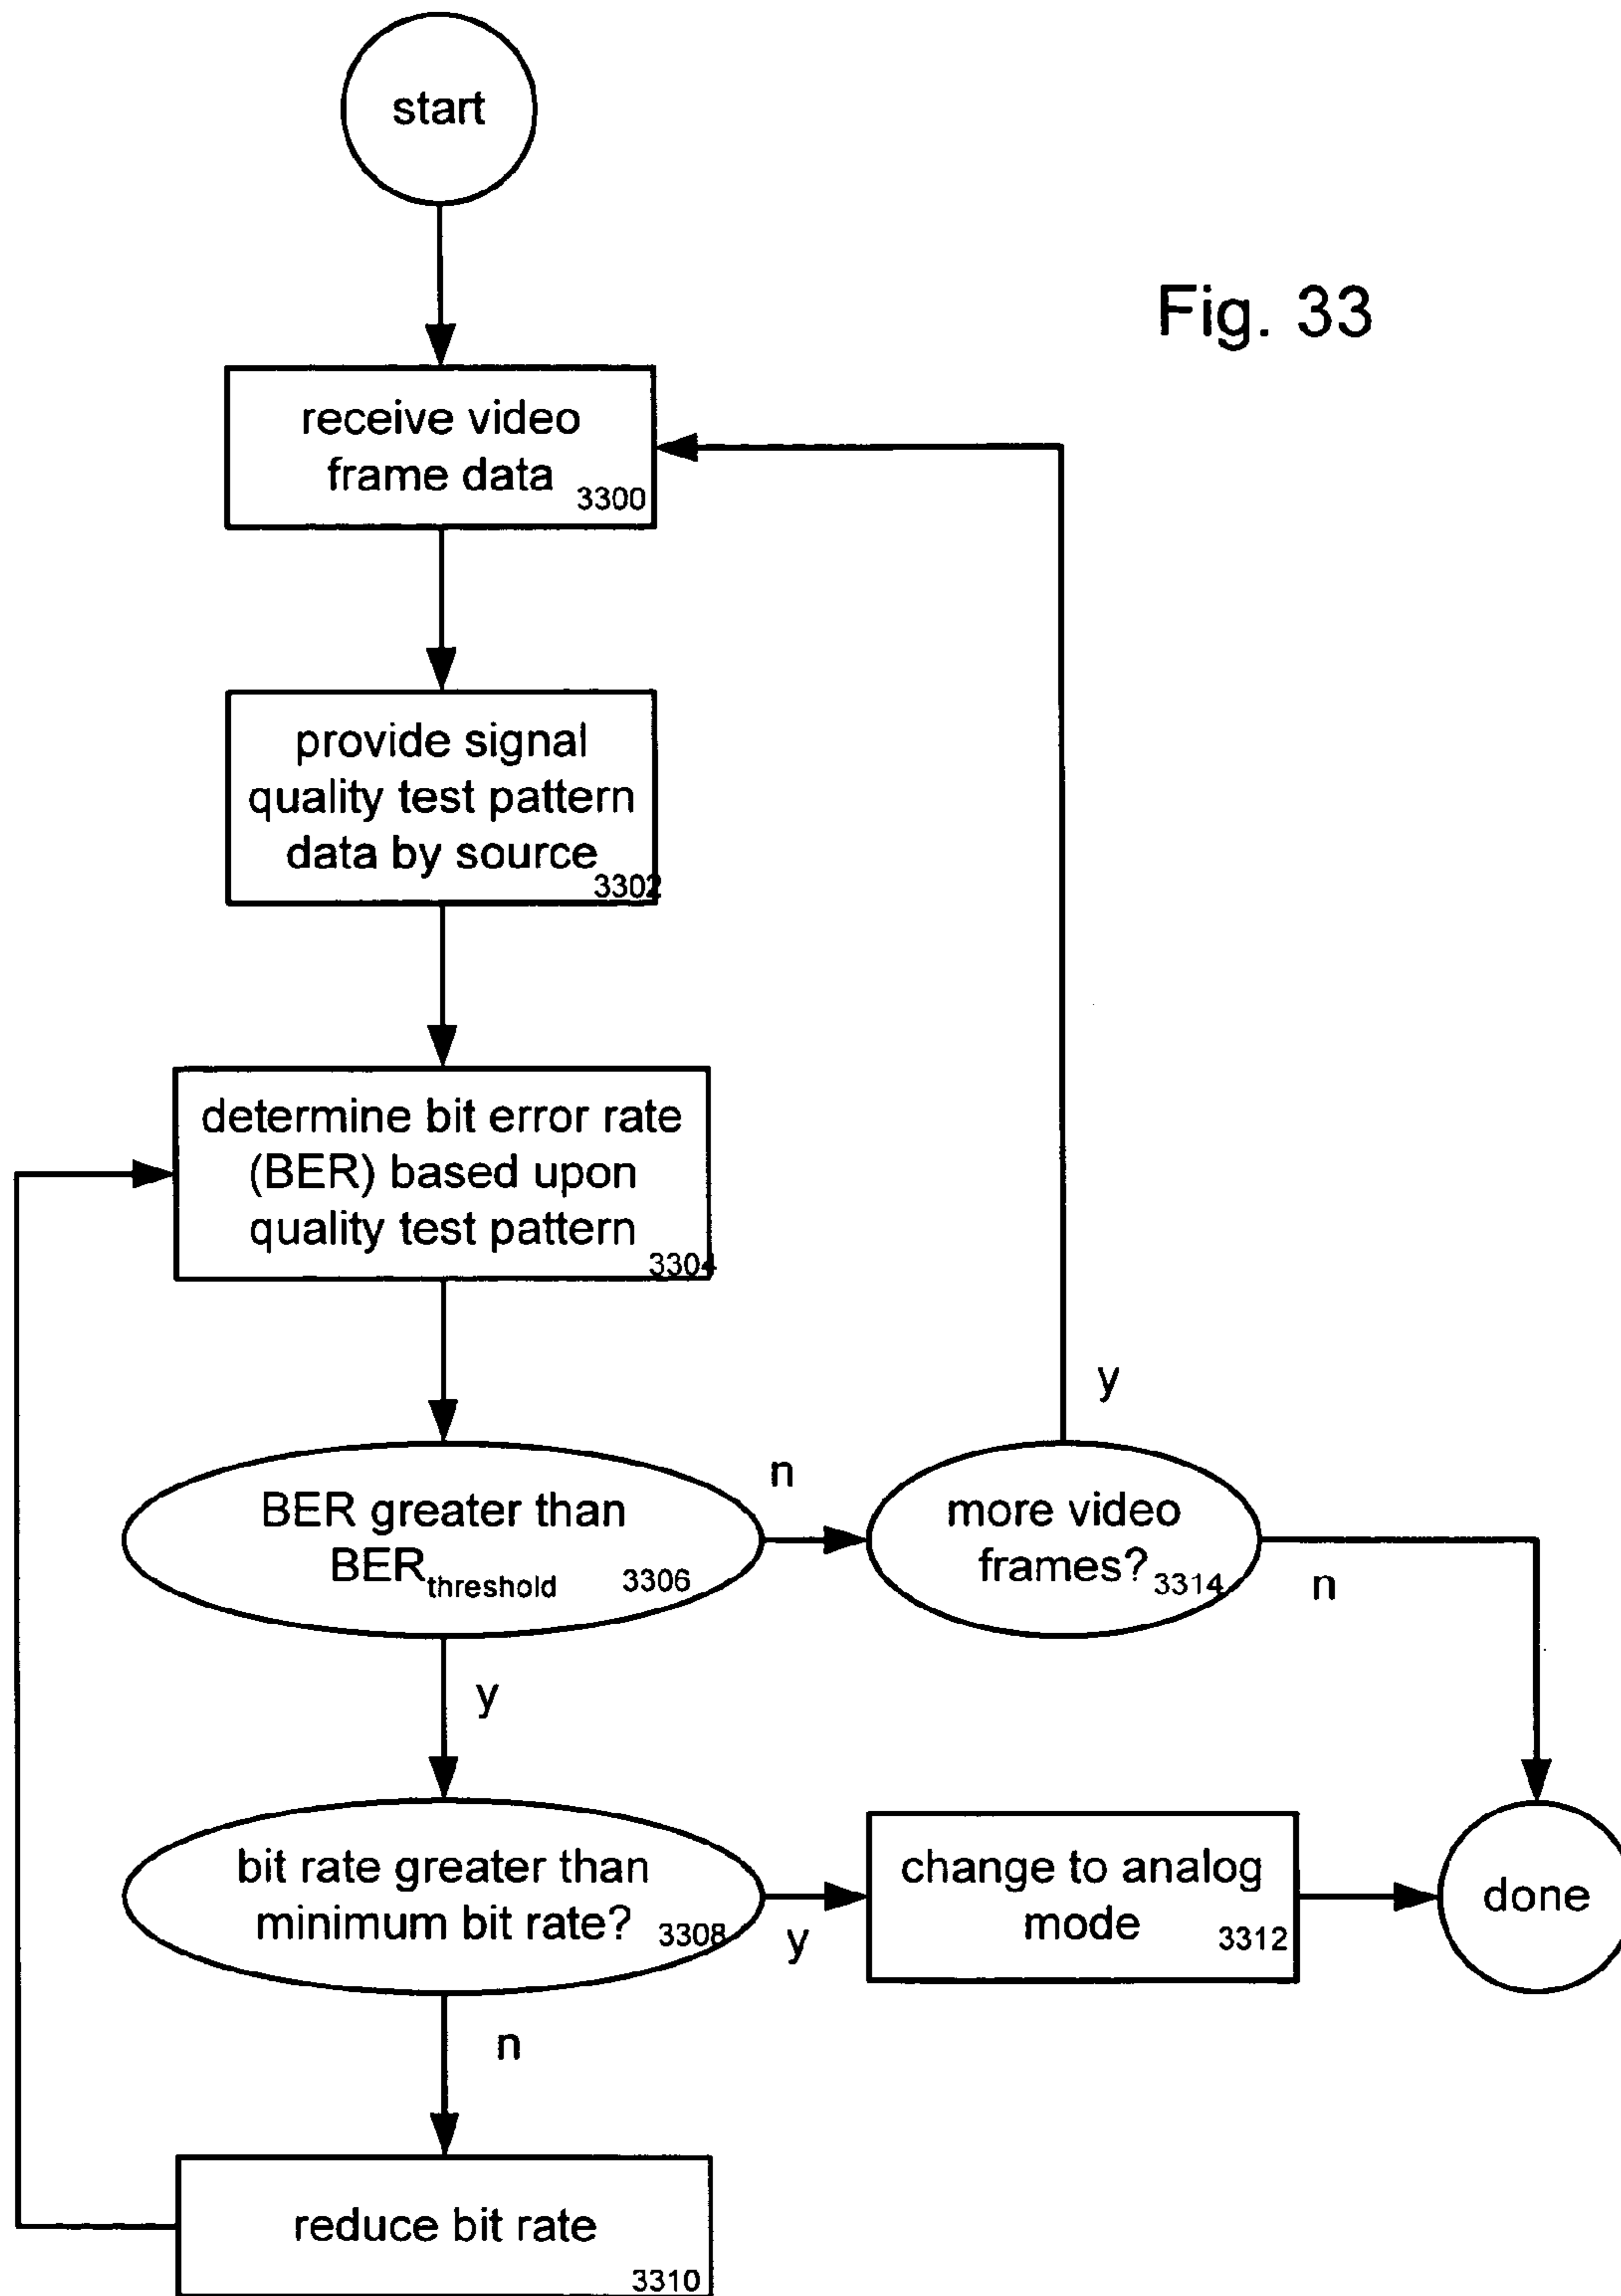 start
Fig. 33
receive video
frame data
3300
provide signal
quality test pattern
data by source
3302
determine bit error rate
(BER) based upon
quality test pattern
3304
y
n
BER greater than
BERthreshold
3306
more video
frames?
3314
n
y
bit rate greater than
minimum bit rate?
3308
y
change to analog
mode
3312
done
n
reduce bit rate
3310